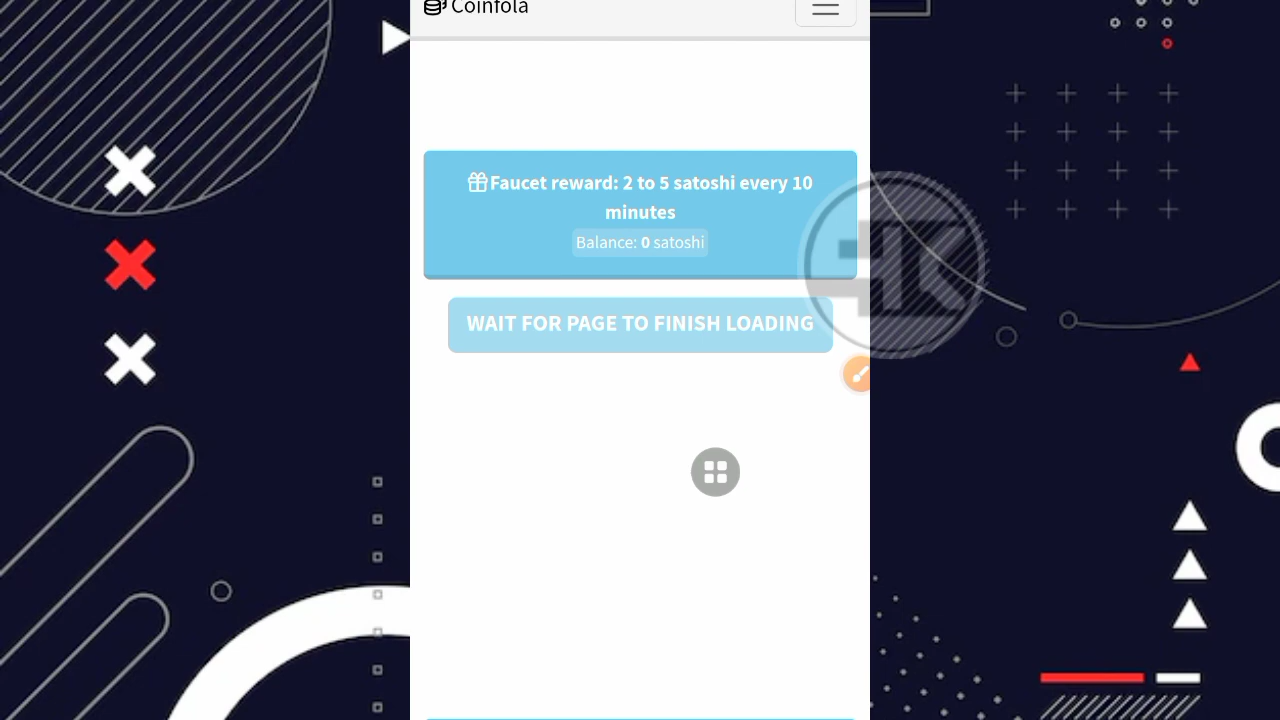 Coinfola
Faucet reward: 2 to 5 satoshi every 10
minutes
Balance: 0 satoshi
WAIT FOR PAGE TO FINISH LOADING